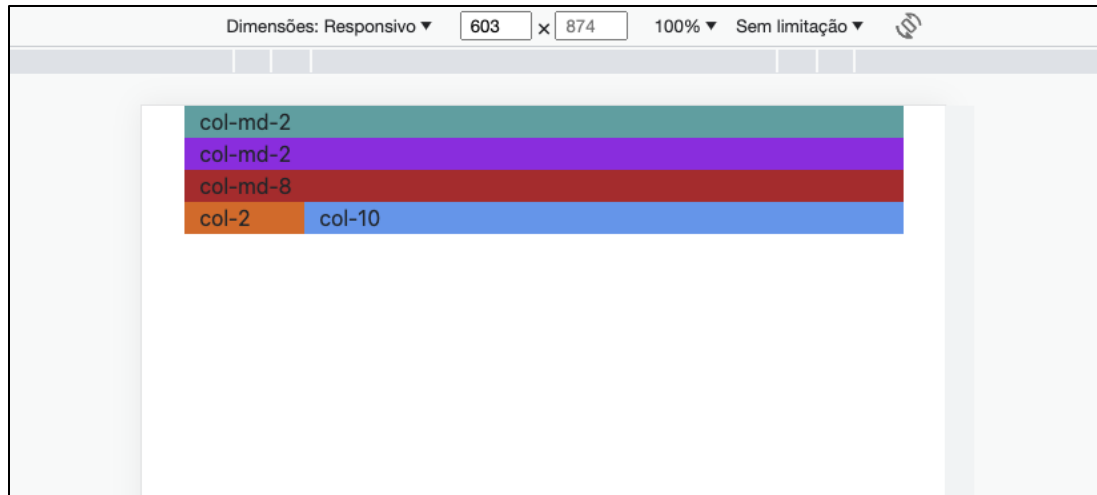 Dimensões: Responsivo ▼ 603 × 874 100% ▼ Sem limitação ▼
col-md-2
col-md-2
col-md-8
col-2 col-10